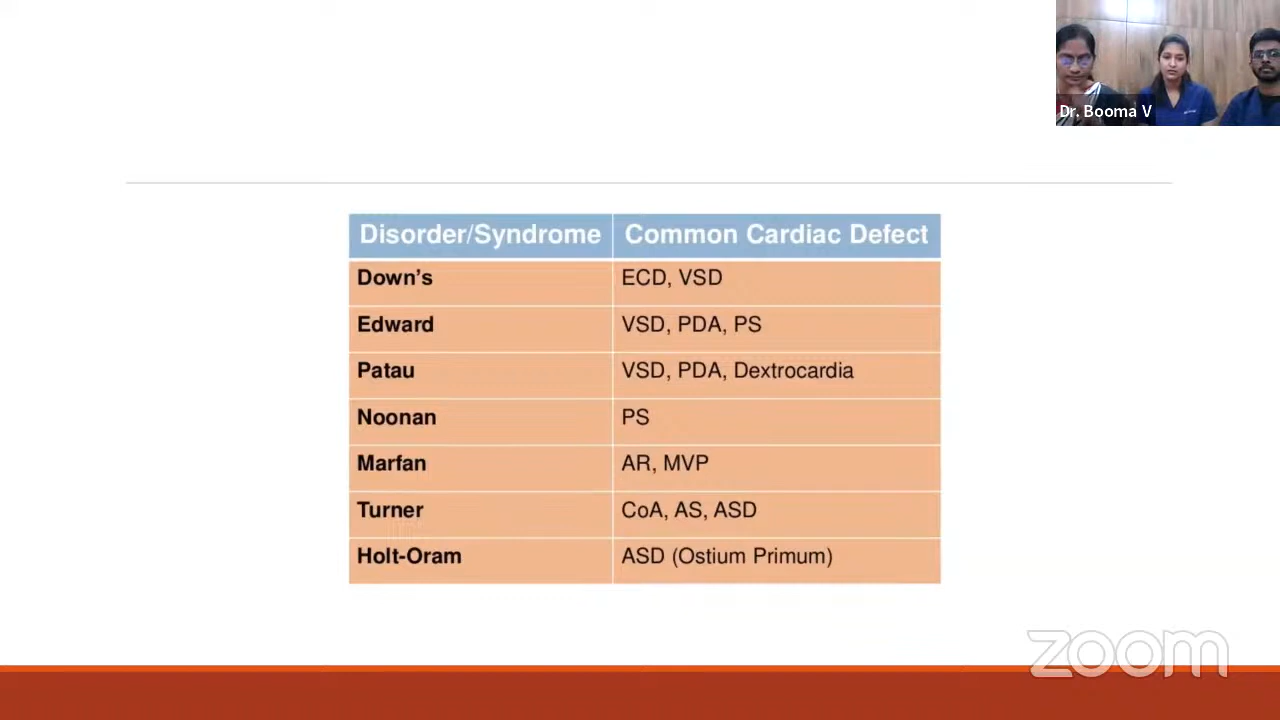 Dr. Booma V
Disorder/Syndrome Common Cardiac Defect
Down's ECD, VSD
Edward VSD, PDA, PS
Patau VSD, PDA, Dextrocardia
Noonan PS
Marfan AR, MVP
Turner CoA, AS, ASD
Holt-Oram ASD (Ostium Primum)
zoom